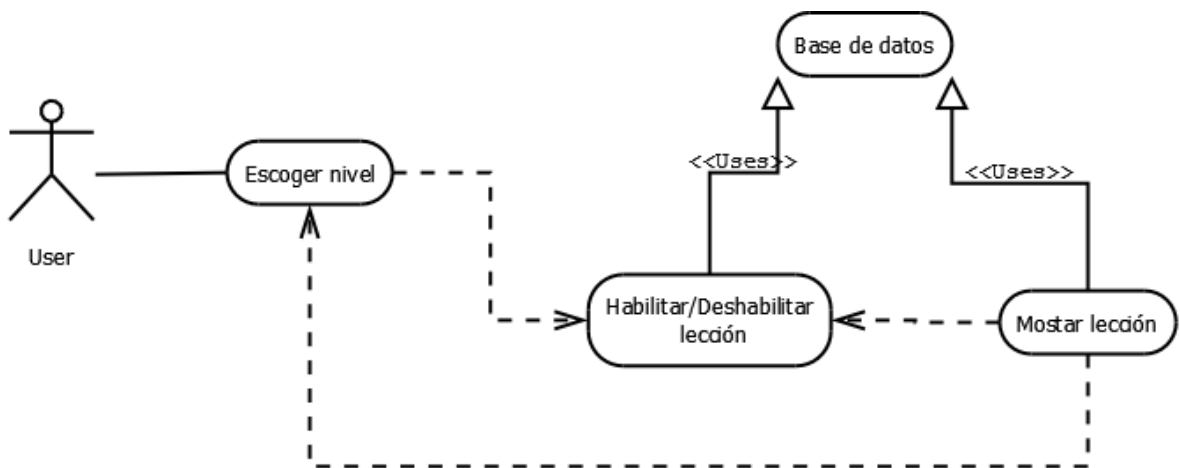 Base de datos
<<Uses>>
<<Uses>>
Escoger nivel
User
Habilitar/Deshabilitar
lección
Mostar lección